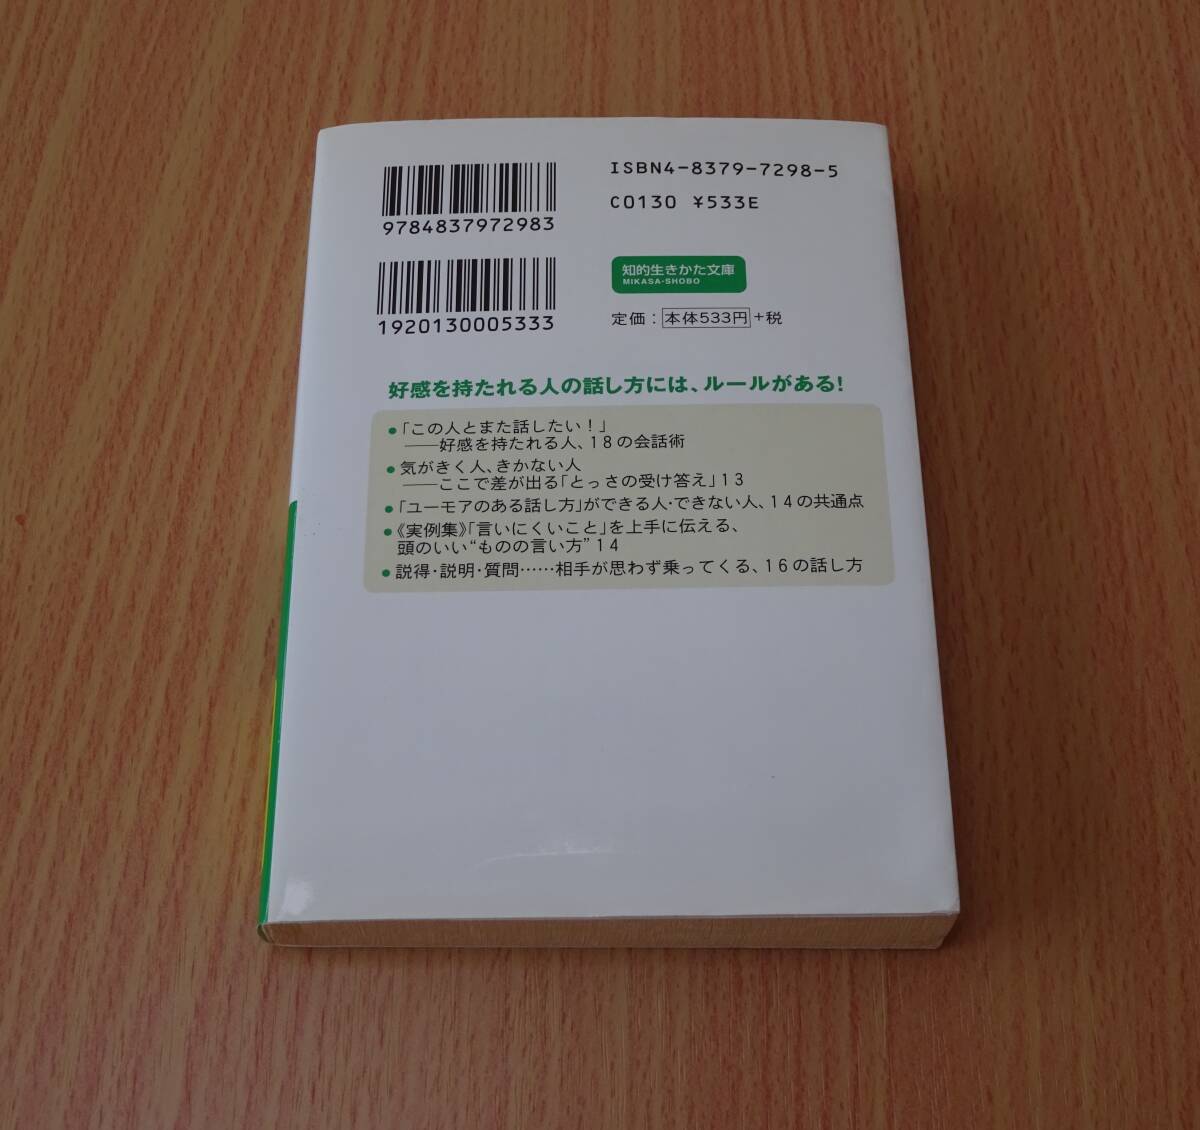 ISBN4-8379-7298-5
C0130 ¥533E
9784837972983
知的生きかた文庫
MIKASA-SHOBO
1920130005333
定価：本体533円+税
好感を持たれる人の話し方には、ルールがある！
●「この人とまた話したい！」
――好感を持たれる人、18の会話術
●気がきく人、きかない人
――ここで差が出る「とっさの受け答え」13
●「ユーモアのある話し方」ができる人・できない人、14の共通点
●《実例集》「言いにくいこと」を上手に伝える、
頭のいい“ものの言い方”14
●説得・説明・質問……相手が思わず乗ってくる、16の話し方